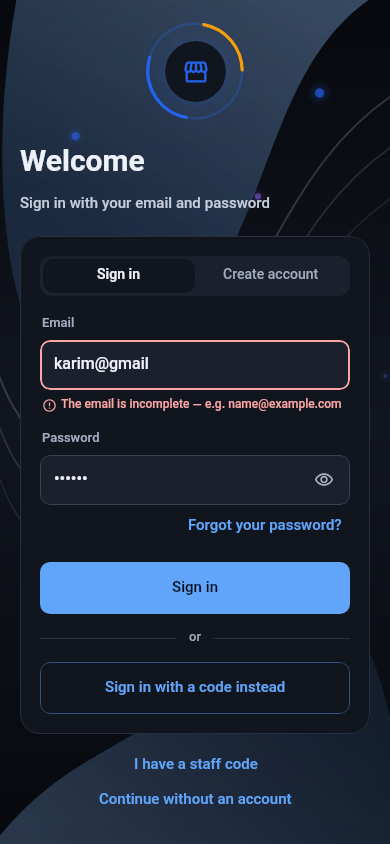 Welcome
Sign in with your email and password
Sign in
Create account
Email
karim@gmail
The email is incomplete — e.g. name@example.com
Password
••••••
Forgot your password?
Sign in
or
Sign in with a code instead
I have a staff code
Continue without an account